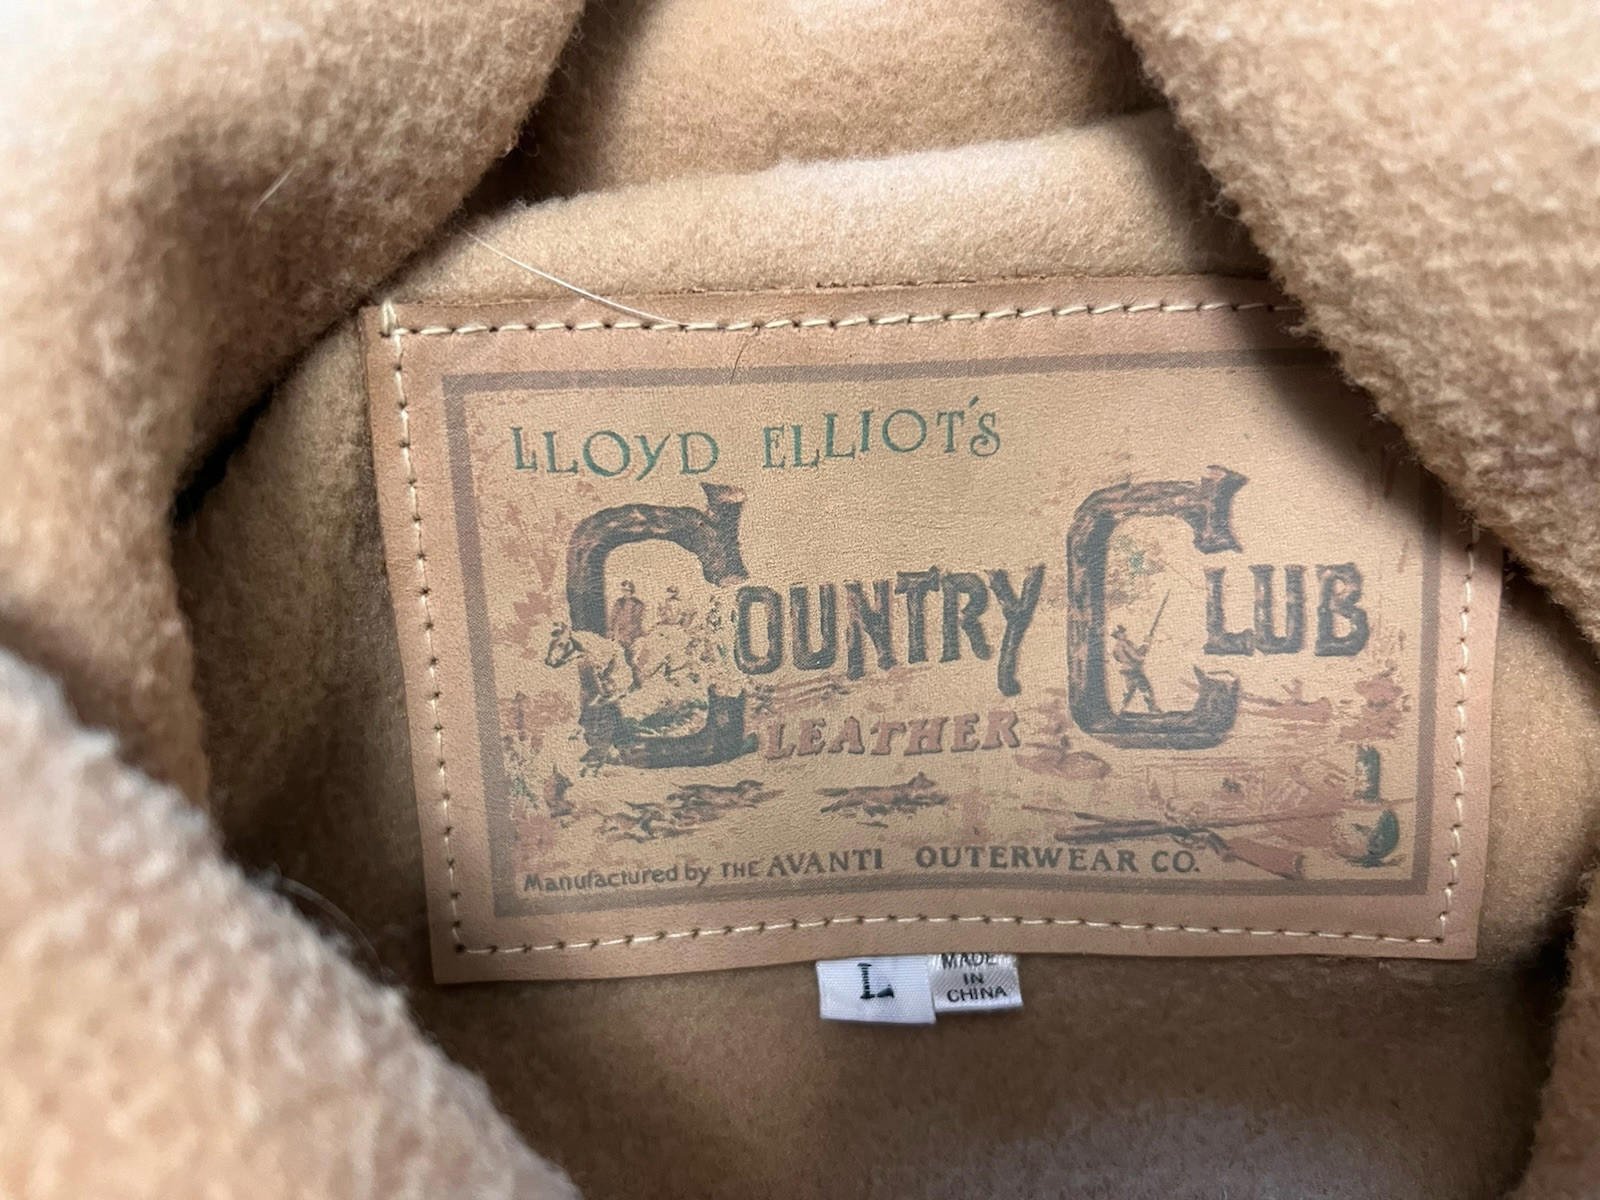 LLOYD ELLIOT'S
COUNTRY CLUB
LEATHER
Manufactured by THE AVANTI OUTERWEAR CO.
L
MADE
IN
CHINA